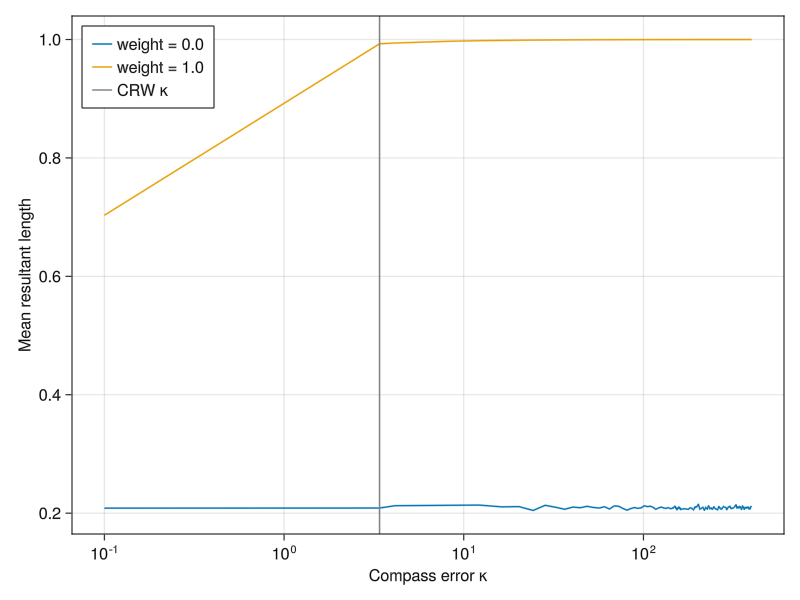 1.0
0.8
0.6
0.4
0.2
Mean resultant length
weight = 0.0
weight = 1.0
CRW κ
10⁻¹
10⁰
10¹
10²
Compass error κ